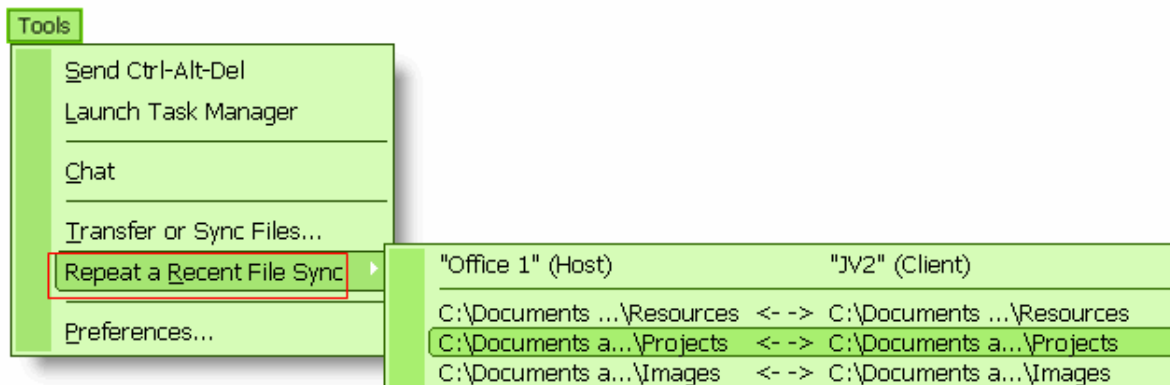 Tools
Send Ctrl-Alt-Del
Launch Task Manager
Chat
Transfer or Sync Files...
Repeat a Recent File Sync
Preferences...
"Office 1" (Host) "JV2" (Client)
C:\Documents ...\Resources <- -> C:\Documents ...\Resources
C:\Documents a...\Projects <- -> C:\Documents a...\Projects
C:\Documents a...\Images <- -> C:\Documents a...\Images